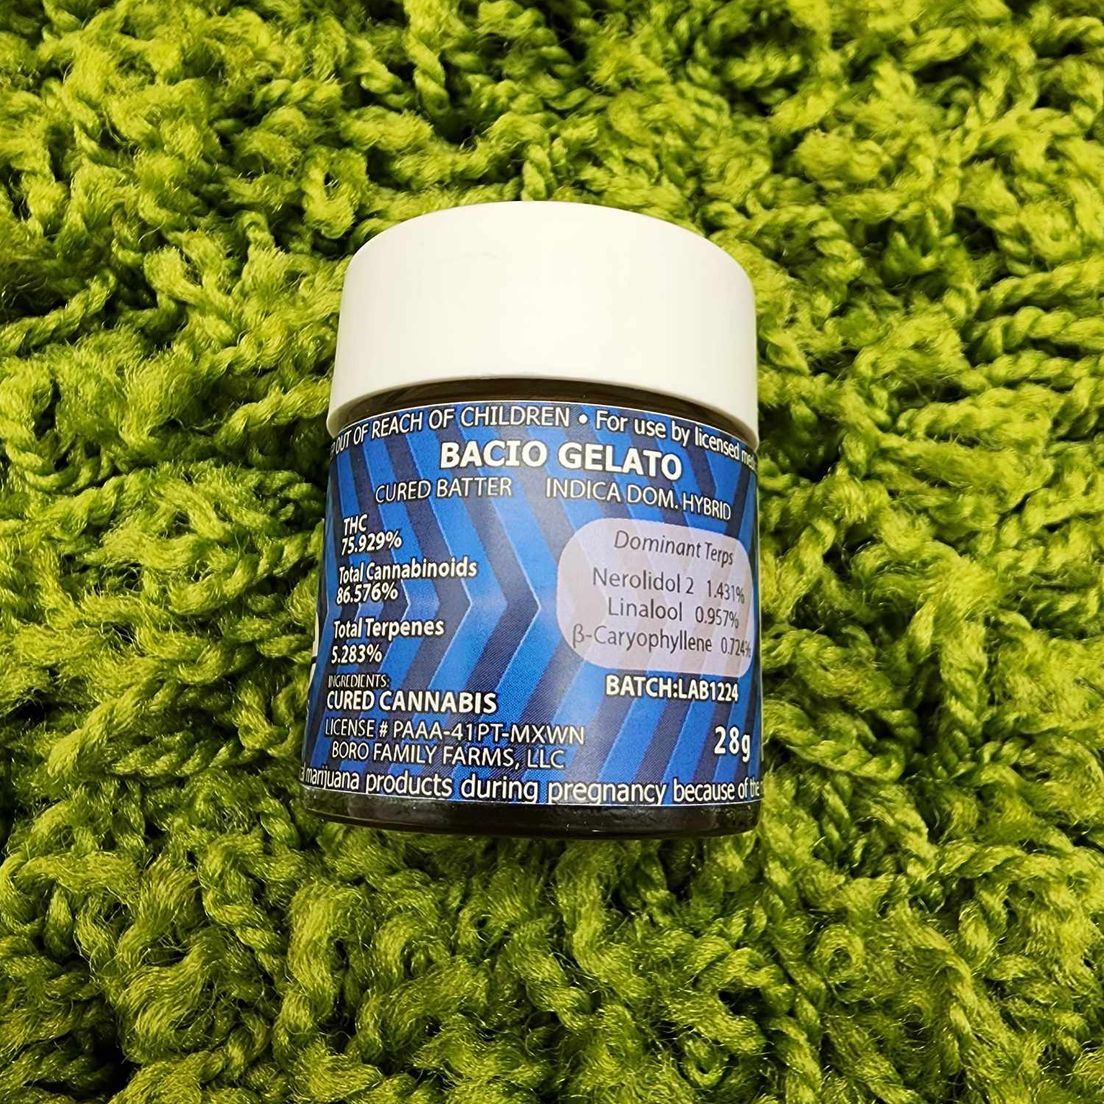 OUT OF REACH OF CHILDREN • For use by licensed
BACIO GELATO
CURED BATTER INDICA DOM. HYBRID
THC
75.929%
Total Cannabinoids
86.576%
Total Terpenes
5.283%
Dominant Terps
Nerolidol 2 1.431%
Linalool 0.957%
β-Caryophyllene 0.724%
INGREDIENTS:
CURED CANNABIS
LICENSE # PAAA-41PT-MXWN
BORO FAMILY FARMS, LLC
BATCH:LAB1224
28g
marijuana products during pregnancy because of the